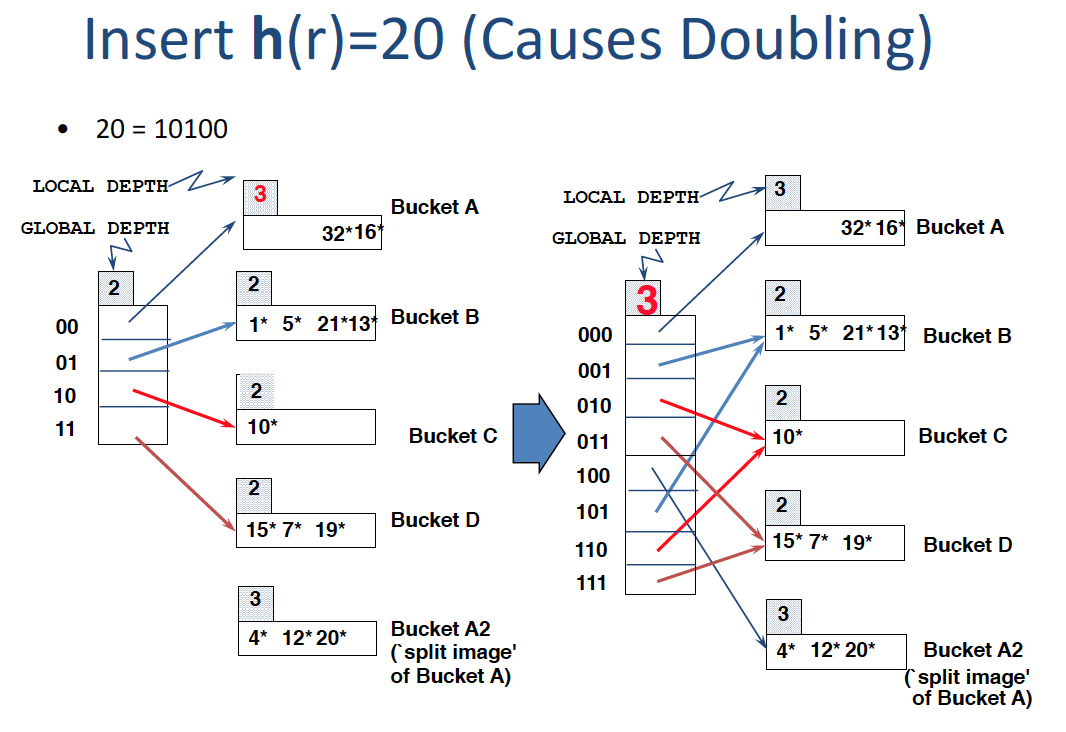 Insert h(r)=20 (Causes Doubling)
• 20 = 10100
LOCAL DEPTH
GLOBAL DEPTH
2
00
01
10
11
3
32* 16*
Bucket A
2
1* 5* 21* 13*
Bucket B
2
10*
Bucket C
2
15* 7* 19*
Bucket D
3
4* 12* 20*
Bucket A2
(`split image'
of Bucket A)
LOCAL DEPTH
GLOBAL DEPTH
3
000
001
010
011
100
101
110
111
3
32* 16*
Bucket A
2
1* 5* 21* 13*
Bucket B
2
10*
Bucket C
2
15* 7* 19*
Bucket D
3
4* 12* 20*
Bucket A2
(`split image'
of Bucket A)